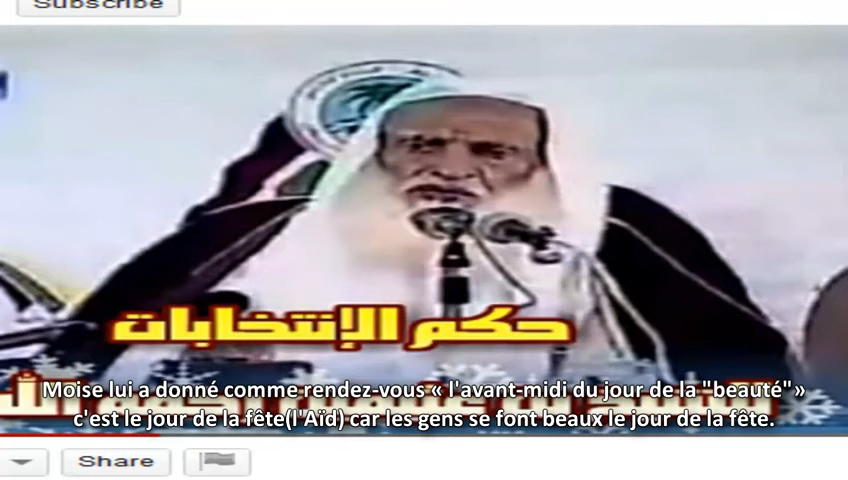 Subscribe
حكم الإنتخابات
Moise lui a donné comme rendez-vous « l'avant-midi du jour de la "beauté"»
c'est le jour de la fête(l'Aïd) car les gens se font beaux le jour de la fête.
Share